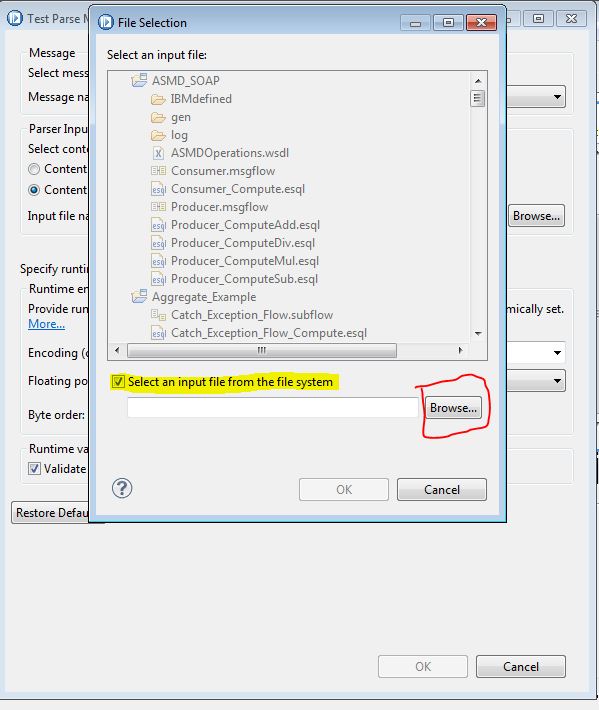 Test Parse M
File Selection
Message
Select mess
Message na
Parser Inpu
Select conte
Content
Content
Input file na
Browse...
Specify runtin
Runtime en
Provide run
mically set.
More...
Encoding (c
Floating po
Byte order:
Runtime va
Validate
Restore Defau
Select an input file:
ASMD_SOAP
IBMdefined
gen
log
ASMDOperations.wsdl
Consumer.msgflow
Consumer_Compute.esql
Producer.msgflow
Producer_ComputeAdd.esql
Producer_ComputeDiv.esql
Producer_ComputeMul.esql
Producer_ComputeSub.esql
Aggregate_Example
Catch_Exception_Flow.subflow
Catch_Exception_Flow_Compute.esql
Select an input file from the file system
Browse...
OK
Cancel
OK
Cancel